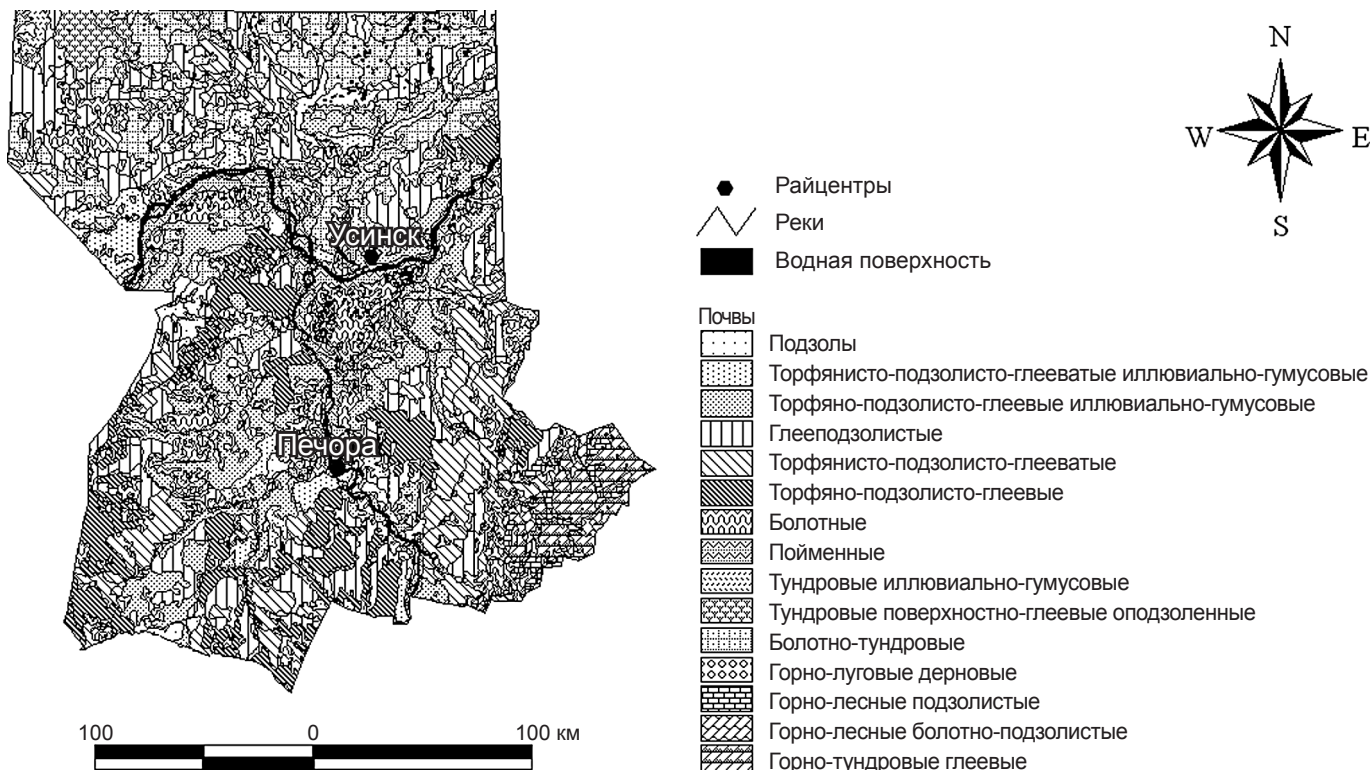 N
W E
S
Райцентры
Реки
Водная поверхность
Усинск
Печора
Почвы
Подзолы
Торфянисто-подзолисто-глееватые иллювиально-гумусовые
Торфяно-подзолисто-глеевые иллювиально-гумусовые
Глееподзолистые
Торфянисто-подзолисто-глееватые
Торфяно-подзолисто-глеевые
Болотные
Пойменные
Тундровые иллювиально-гумусовые
Тундровые поверхностно-глеевые оподзоленные
Болотно-тундровые
Горно-луговые дерновые
Горно-лесные подзолистые
Горно-лесные болотно-подзолистые
Горно-тундровые глеевые
100 0 100 км